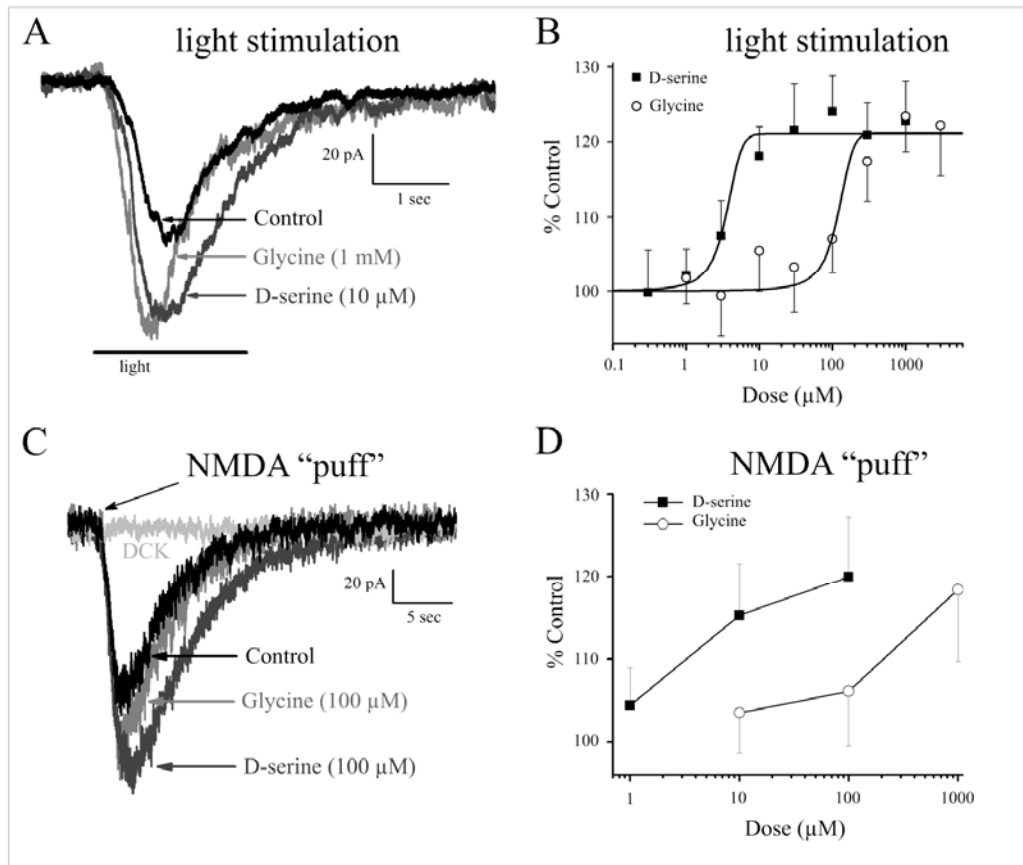 A
light stimulation
20 pA
1 sec
Control
Glycine (1 mM)
D-serine (10 µM)
light
B
light stimulation
D-serine
Glycine
% Control
130
120
110
100
0.1 1 10 100 1000
Dose (µM)
C
NMDA “puff”
DCK
20 pA
5 sec
Control
Glycine (100 µM)
D-serine (100 µM)
D
NMDA “puff”
D-serine
Glycine
% Control
130
120
110
100
1 10 100 1000
Dose (µM)